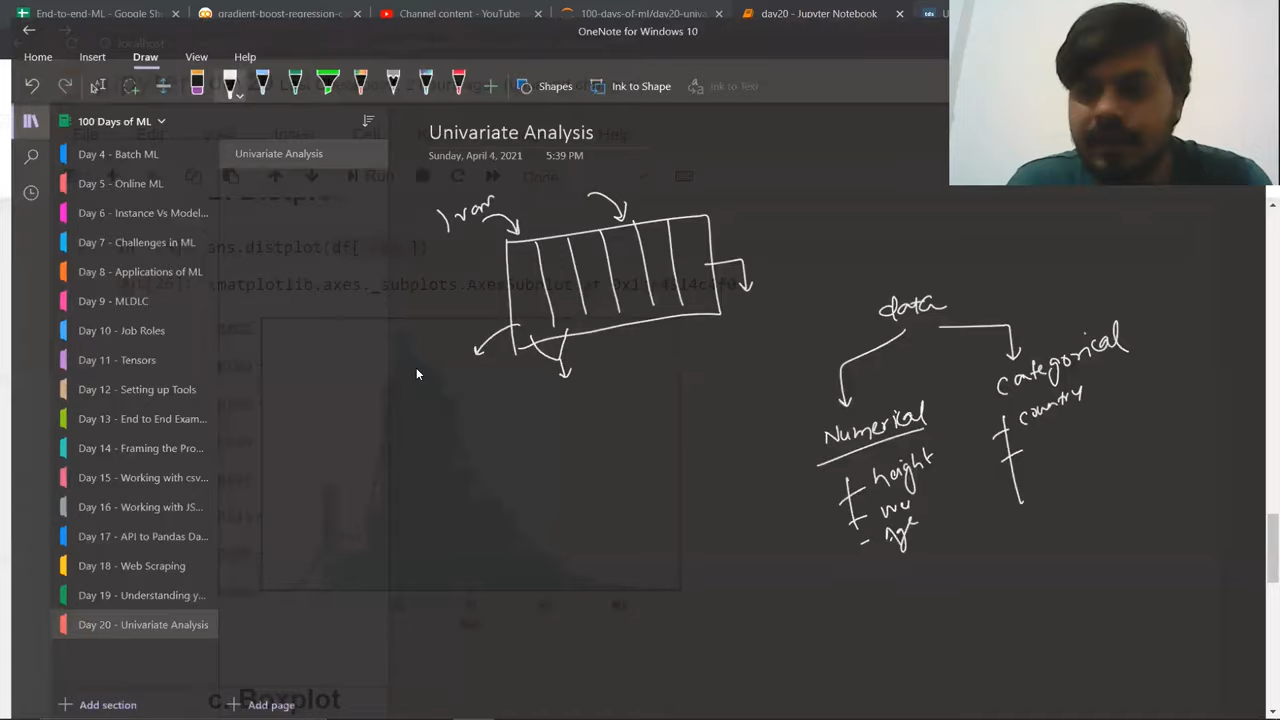 End-to-end-ML - Google Sh
gradient-boost-regression-c
Channel content - YouTube
100-days-of-ml/day20-univa
day20 - Jupyter Notebook
localhost
OneNote for Windows 10
Home
Insert
Draw
View
Help
Shapes
Ink to Shape
Ink to Text
100 Days of ML
Day 4 - Batch ML
Day 5 - Online ML
Day 6 - Instance Vs Model...
Day 7 - Challenges in ML
Day 8 - Applications of ML
Day 9 - MLDLC
Day 10 - Job Roles
Day 11 - Tensors
Day 12 - Setting up Tools
Day 13 - End to End Exam...
Day 14 - Framing the Pro...
Day 15 - Working with csv...
Day 16 - Working with JS...
Day 17 - API to Pandas Da...
Day 18 - Web Scraping
Day 19 - Understanding y...
Day 20 - Univariate Analysis
Add section
Univariate Analysis
Add page
Univariate Analysis
Sunday, April 4, 2021
5:39 PM
Run
Code
sns.distplot(df[
1 var
data
Numerical
height
Age
categorical
country
c. Boxplot